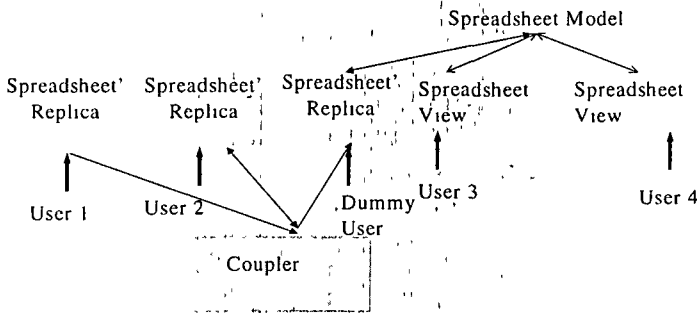 Spreadsheet Model
Spreadsheet' Spreadsheet' Spreadsheet' Spreadsheet Spreadsheet
Replica Replica Replica View View
User 1 User 2 Dummy User 3 User 4
User
Coupler